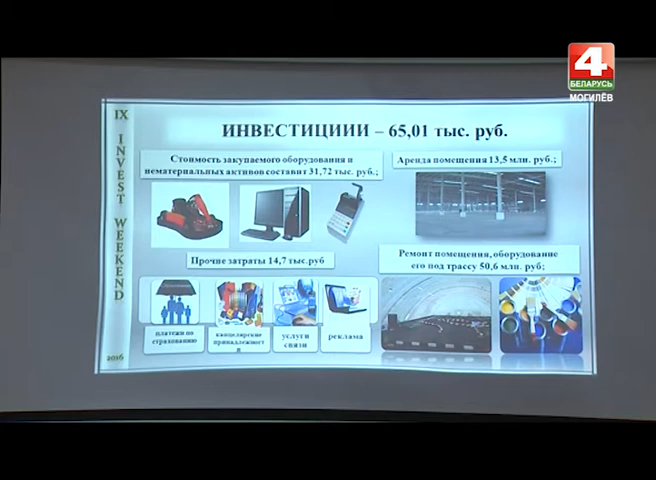 4
БЕЛАРУСЬ
МОГИЛЁВ
IX INVEST WEEKEND
2016
ИНВЕСТИЦИИИ – 65,01 тыс. руб.
Стоимость закупаемого оборудования и
нематериальных активов составит 31,72 тыс. руб.;
Аренда помещения 13,5 млн. руб.;
Прочие затраты 14,7 тыс.руб
Ремонт помещения, оборудование
его под трассу 50,6 млн. руб;
платежи по
страхованию
канцелярские
принадлежност
и
услуги
связи
реклама